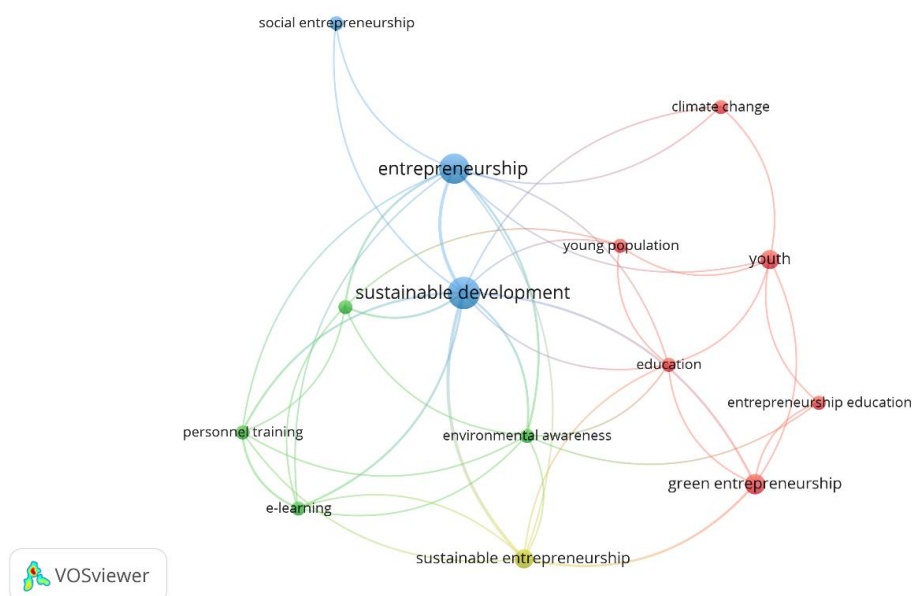 social entrepreneurship
climate change
entrepreneurship
young population
youth
sustainable development
education
entrepreneurship education
personnel training
environmental awareness
green entrepreneurship
e-learning
sustainable entrepreneurship
VOSviewer